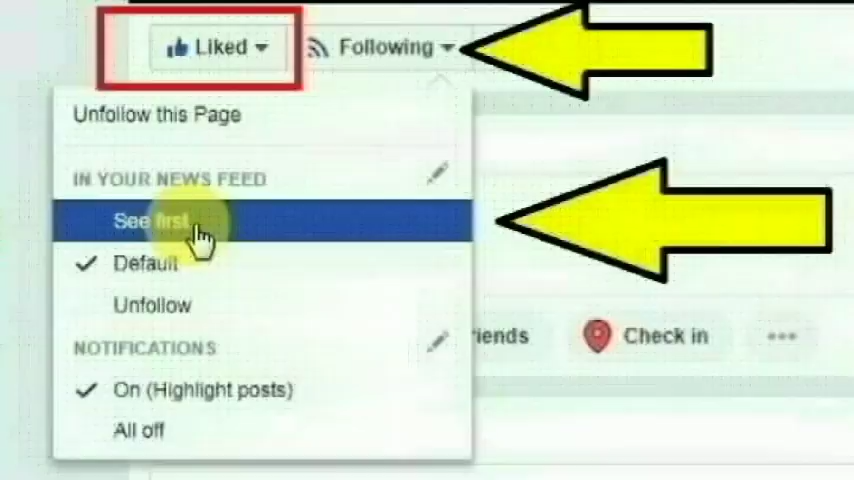 Liked Following
Unfollow this Page
IN YOUR NEWS FEED
See first
Default
Unfollow
riends Check in
NOTIFICATIONS
On (Highlight posts)
All off